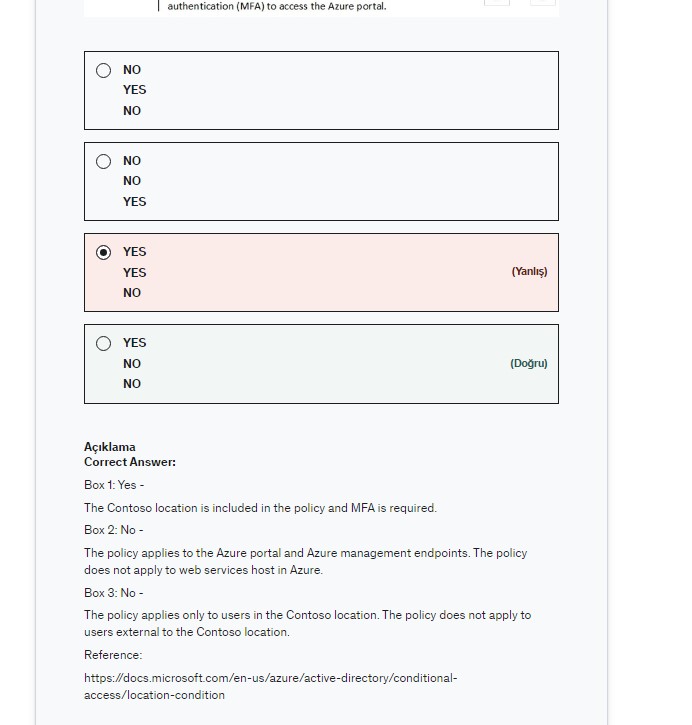 authentication (MFA) to access the Azure portal.
NO
YES
NO
NO
NO
YES
YES
YES
(Yanlış)
NO
YES
NO
(Doğru)
NO
Açıklama
Correct Answer:
Box 1: Yes -
The Contoso location is included in the policy and MFA is required.
Box 2: No -
The policy applies to the Azure portal and Azure management endpoints. The policy
does not apply to web services host in Azure.
Box 3: No -
The policy applies only to users in the Contoso location. The policy does not apply to
users external to the Contoso location.
Reference:
https://docs.microsoft.com/en-us/azure/active-directory/conditional-
access/location-condition